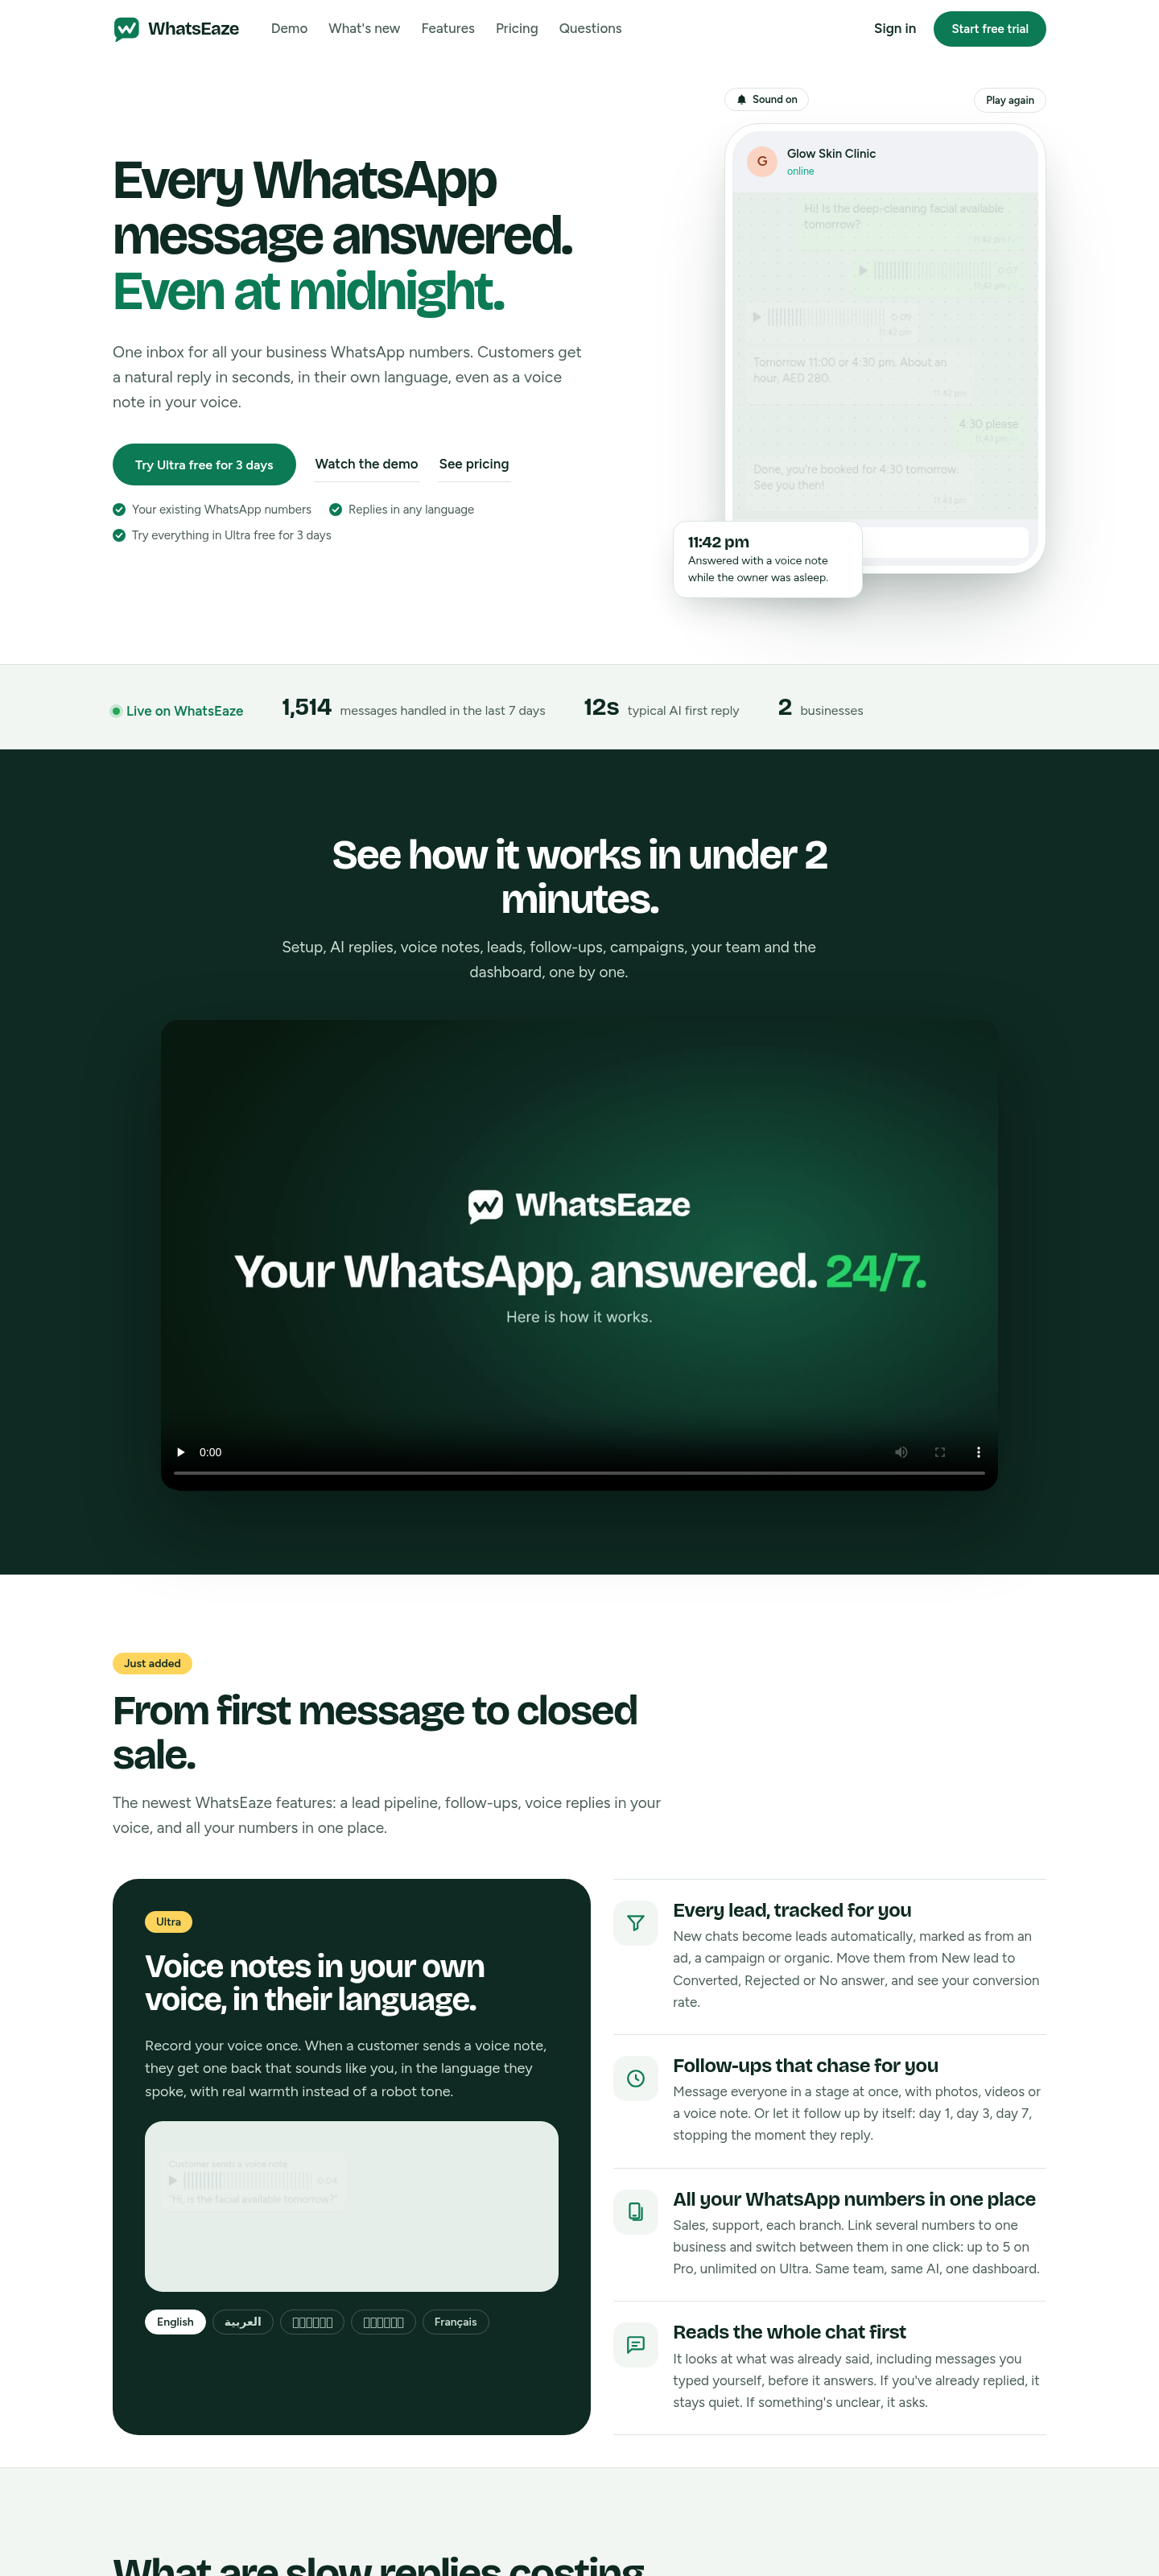 WhatsEaze
Demo
What's new
Features
Pricing
Questions
Sign in
Start free trial
Sound on
Play again
Every WhatsApp
message answered.
Even at midnight.
One inbox for all your business WhatsApp numbers. Customers get
a natural reply in seconds, in their own language, even as a voice
note in your voice.
Try Ultra free for 3 days
Watch the demo
See pricing
Your existing WhatsApp numbers
Replies in any language
Try everything in Ultra free for 3 days
G
Glow Skin Clinic
online
Hi! Is the deep-cleaning facial available
tomorrow?
11:42 pm
0:07
11:42 pm
0:09
11:42 pm
Tomorrow 11:00 or 4:30 pm. About an
hour, AED 280.
11:42 pm
4:30 please
11:43 pm
Done, you're booked for 4:30 tomorrow.
See you then!
11:43 pm
11:42 pm
Answered with a voice note
while the owner was asleep.
Live on WhatsEaze
1,514 messages handled in the last 7 days
12s typical AI first reply
2 businesses
See how it works in under 2
minutes.
Setup, AI replies, voice notes, leads, follow-ups, campaigns, your team and the
dashboard, one by one.
WhatsEaze
Your WhatsApp, answered. 24/7.
Here is how it works.
0:00
Just added
From first message to closed
sale.
The newest WhatsEaze features: a lead pipeline, follow-ups, voice replies in your
voice, and all your numbers in one place.
Ultra
Voice notes in your own
voice, in their language.
Record your voice once. When a customer sends a voice note,
they get one back that sounds like you, in the language they
spoke, with real warmth instead of a robot tone.
Customer sends a voice note
0:04
"Hi, is the facial available tomorrow?"
English
العربية
Français
Every lead, tracked for you
New chats become leads automatically, marked as from an
ad, a campaign or organic. Move them from New lead to
Converted, Rejected or No answer, and see your conversion
rate.
Follow-ups that chase for you
Message everyone in a stage at once, with photos, videos or
a voice note. Or let it follow up by itself: day 1, day 3, day 7,
stopping the moment they reply.
All your WhatsApp numbers in one place
Sales, support, each branch. Link several numbers to one
business and switch between them in one click: up to 5 on
Pro, unlimited on Ultra. Same team, same AI, one dashboard.
Reads the whole chat first
It looks at what was already said, including messages you
typed yourself, before it answers. If you've already replied, it
stays quiet. If something's unclear, it asks.
What are slow replies costing